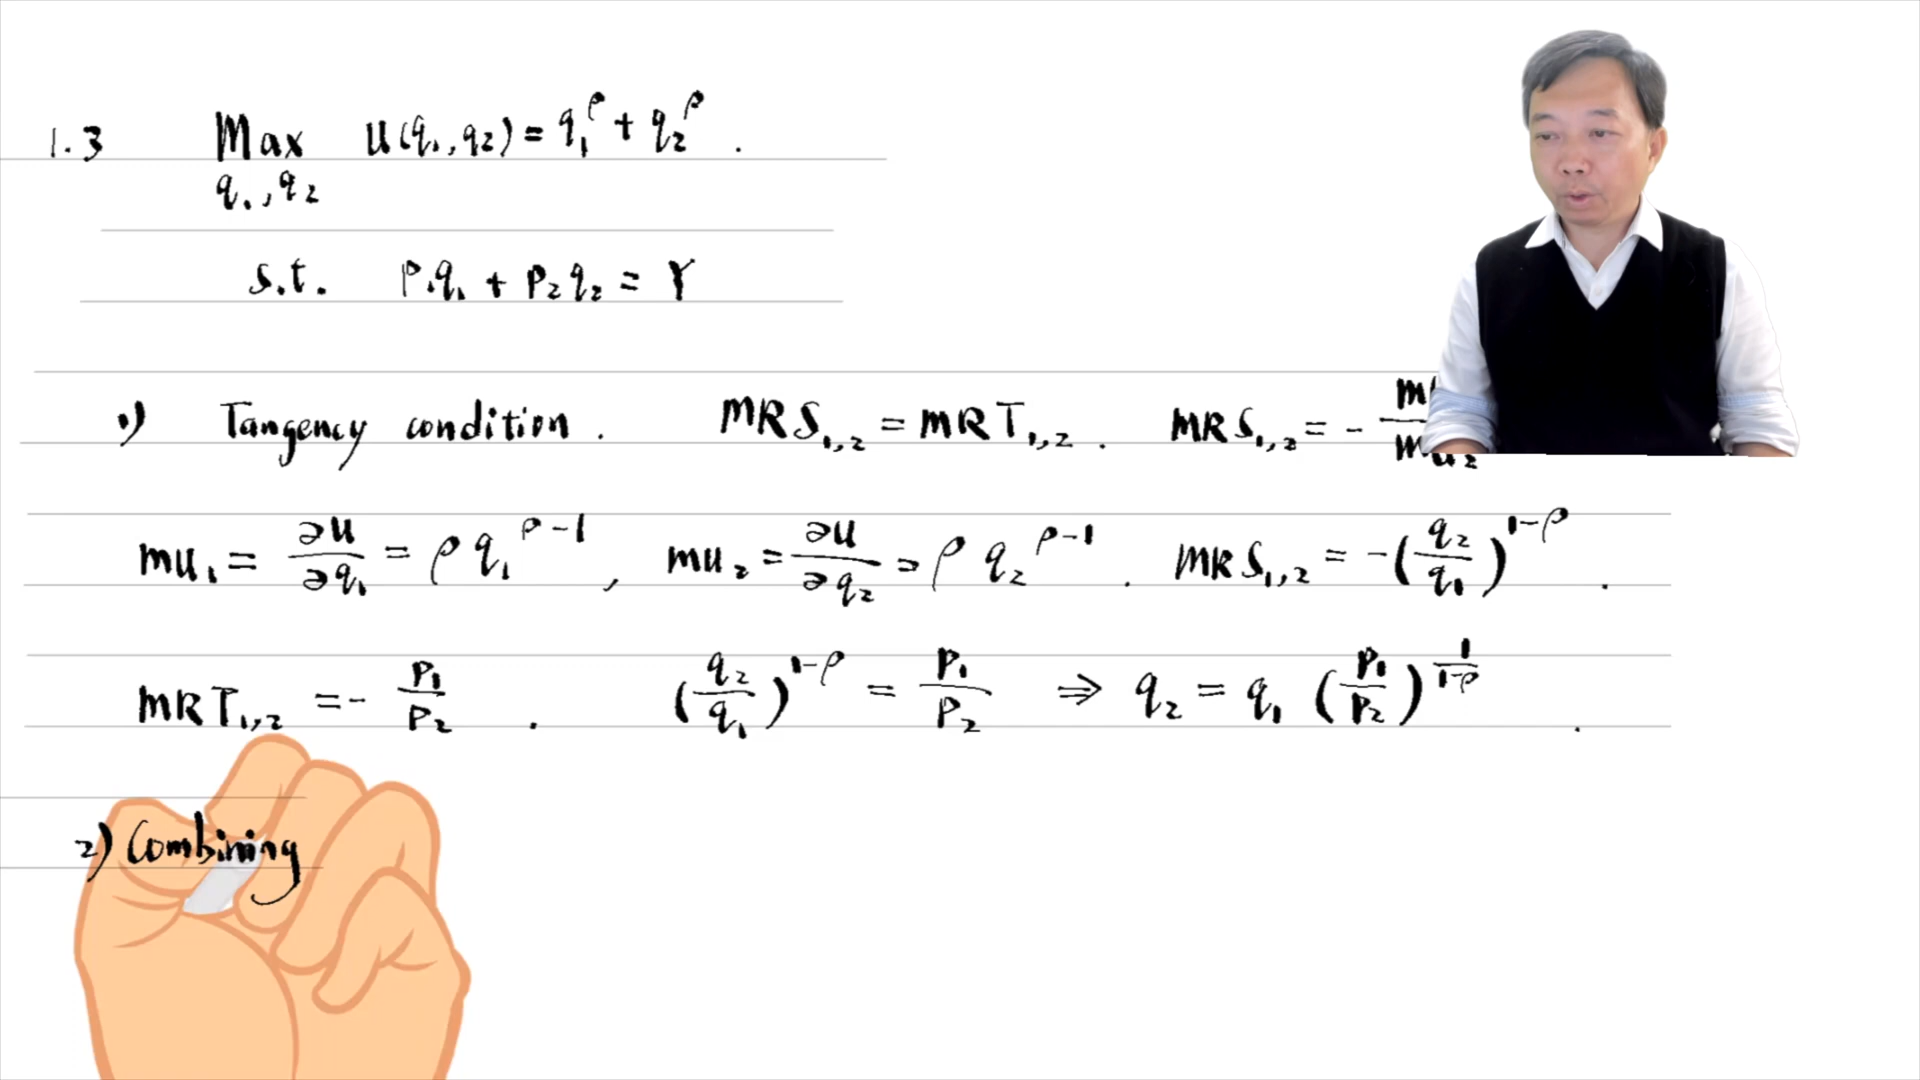 1.3 Max u(q₁, q₂) = q₁^ρ + q₂^ρ .
q₁, q₂
s.t. P₁q₁ + P₂q₂ = Y
1) Tangency condition . MRS₁,₂ = MRT₁,₂ . MRS₁,₂ = - m / mu₂
mu₁ = ∂u/∂q₁ = ρ q₁^(ρ-1) , mu₂ = ∂u/∂q₂ = ρ q₂^(ρ-1) . MRS₁,₂ = -(q₂/q₁)^(1-ρ) .
MRT₁,₂ = - P₁/P₂ . (q₂/q₁)^(1-ρ) = P₁/P₂ ⇒ q₂ = q₁ (P₁/P₂)^(1/(1-ρ)) .
2) Combining